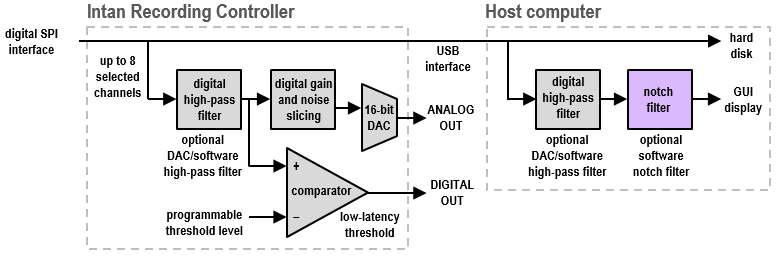 Intan Recording Controller
Host computer
digital SPI
interface
USB
interface
hard
disk
up to 8
selected
channels
digital
high-pass
filter
digital gain
and noise
slicing
16-bit
DAC
ANALOG
OUT
digital
high-pass
filter
notch
filter
GUI
display
optional
DAC/software
high-pass filter
optional
DAC/software
high-pass filter
optional
software
notch filter
+
comparator
–
DIGITAL
OUT
programmable
threshold level
low-latency
threshold